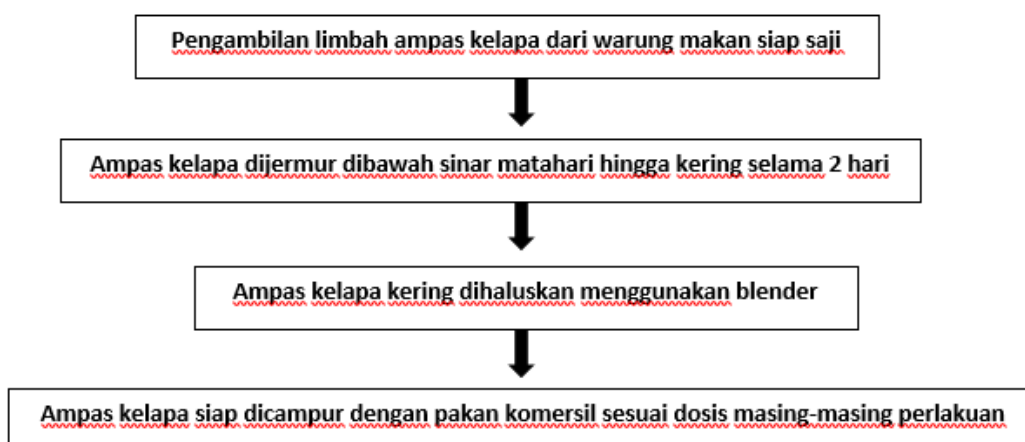 Pengambilan limbah ampas kelapa dari warung makan siap saji
Ampas kelapa dijermur dibawah sinar matahari hingga kering selama 2 hari
Ampas kelapa kering dihaluskan menggunakan blender
Ampas kelapa siap dicampur dengan pakan komersil sesuai dosis masing-masing perlakuan